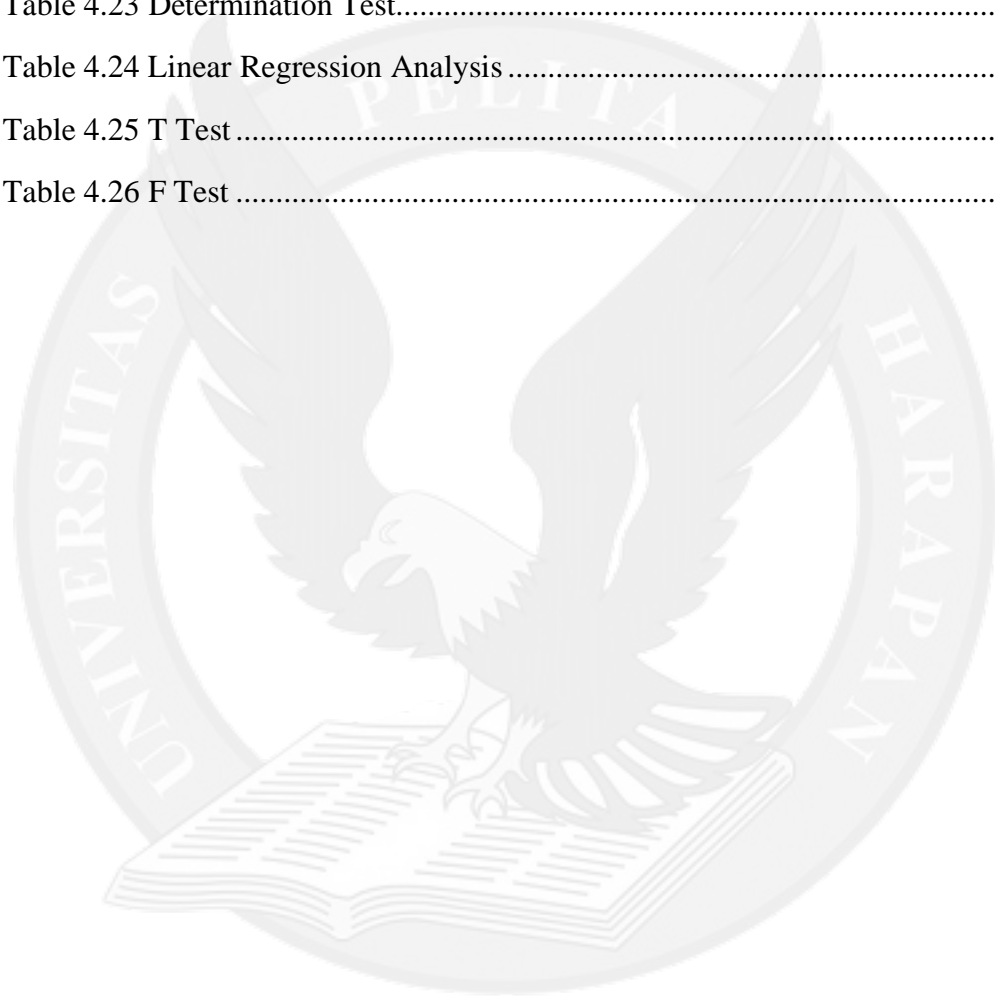 Table 4.23 Determination Test................................................................................
Table 4.24 Linear Regression Analysis..................................................................
Table 4.25 T Test.....................................................................................................
Table 4.26 F Test.....................................................................................................
UNIVERSITAS PELITA HARAPAN